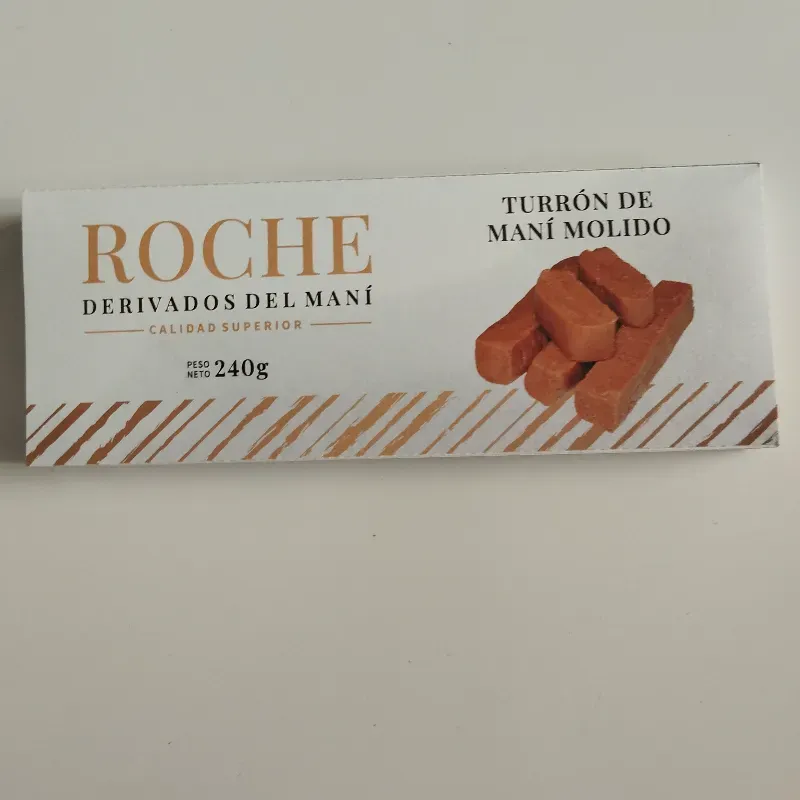 ROCHE
DERIVADOS DEL MANÍ
CALIDAD SUPERIOR
PESO
NETO 240g
TURRÓN DE
MANÍ MOLIDO